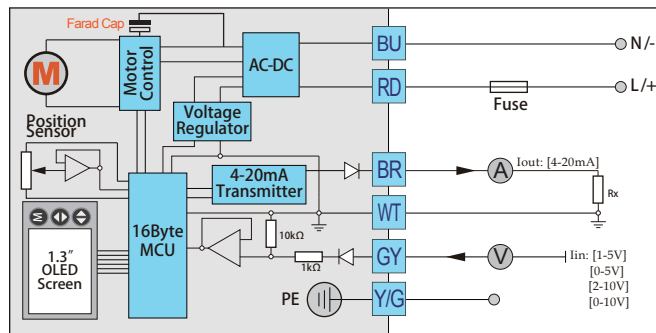 Farad Cap
M
Motor
Control
AC-DC
BU
N/-
RD
L/+
Fuse
Voltage
Regulator
Position
Sensor
4-20mA
Transmitter
BR
A
Iout: [4-20mA]
Rx
16Byte
MCU
WT
M
1.3"
OLED
Screen
10kΩ
1kΩ
GY
V
Iin: [1-5V]
[0-5V]
[2-10V]
[0-10V]
PE
Y/G